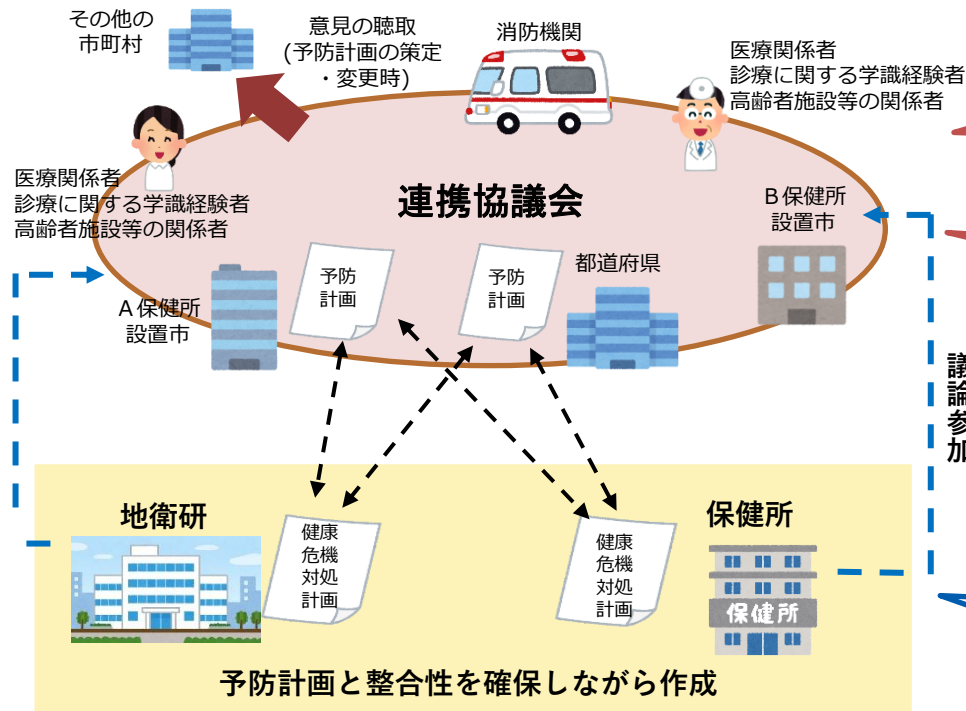 その他の
市町村
意見の聴取
(予防計画の策定
・変更時)
消防機関
医療関係者
診療に関する学識経験者
高齢者施設等の関係者
医療関係者
診療に関する学識経験者
高齢者施設等の関係者
連携協議会
B保健所
設置市
予防
計画
予防
計画
都道府県
A保健所
設置市
議論参加
地衛研
健康
危機
対処
計画
健康
危機
対処
計画
保健所
保健所
予防計画と整合性を確保しながら作成